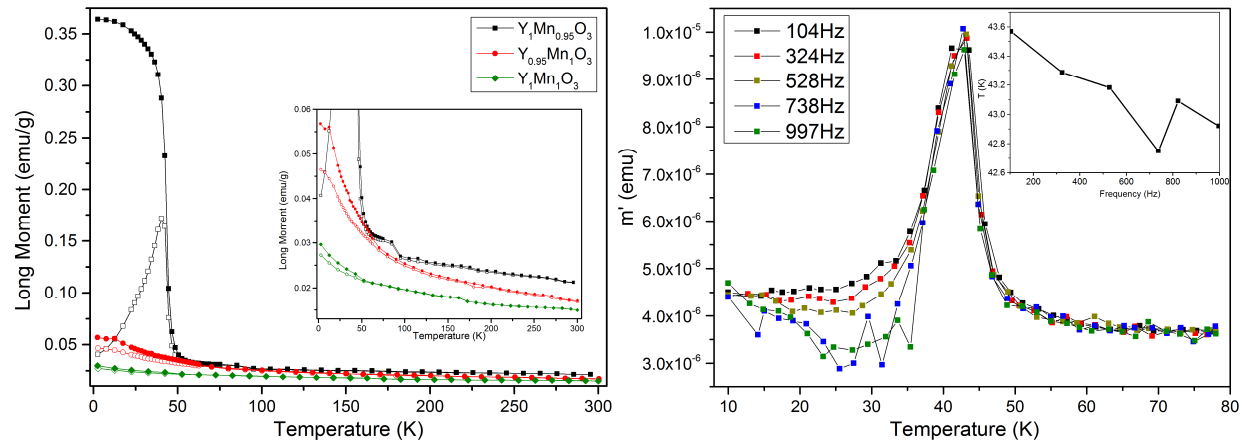 Long Moment (emu/g)
0.35
0.30
0.25
0.20
0.15
0.10
0.05
0
50
100
150
200
250
300
Temperature (K)
Y₁Mn₀.₉₅O₃
Y₀.₉₅Mn₁O₃
Y₁Mn₁O₃
Long Moment (emu/g)
0.06
0.05
0.04
0.03
0.02
0
50
100
150
200
250
300
Temperature (K)
m' (emu)
1.0x10⁻⁵
9.0x10⁻⁶
8.0x10⁻⁶
7.0x10⁻⁶
6.0x10⁻⁶
5.0x10⁻⁶
4.0x10⁻⁶
3.0x10⁻⁶
10
20
30
40
50
60
70
80
Temperature (K)
104Hz
324Hz
528Hz
738Hz
997Hz
T (K)
43.6
43.4
43.2
43.0
42.8
42.6
200
400
600
800
1000
Frequency (Hz)